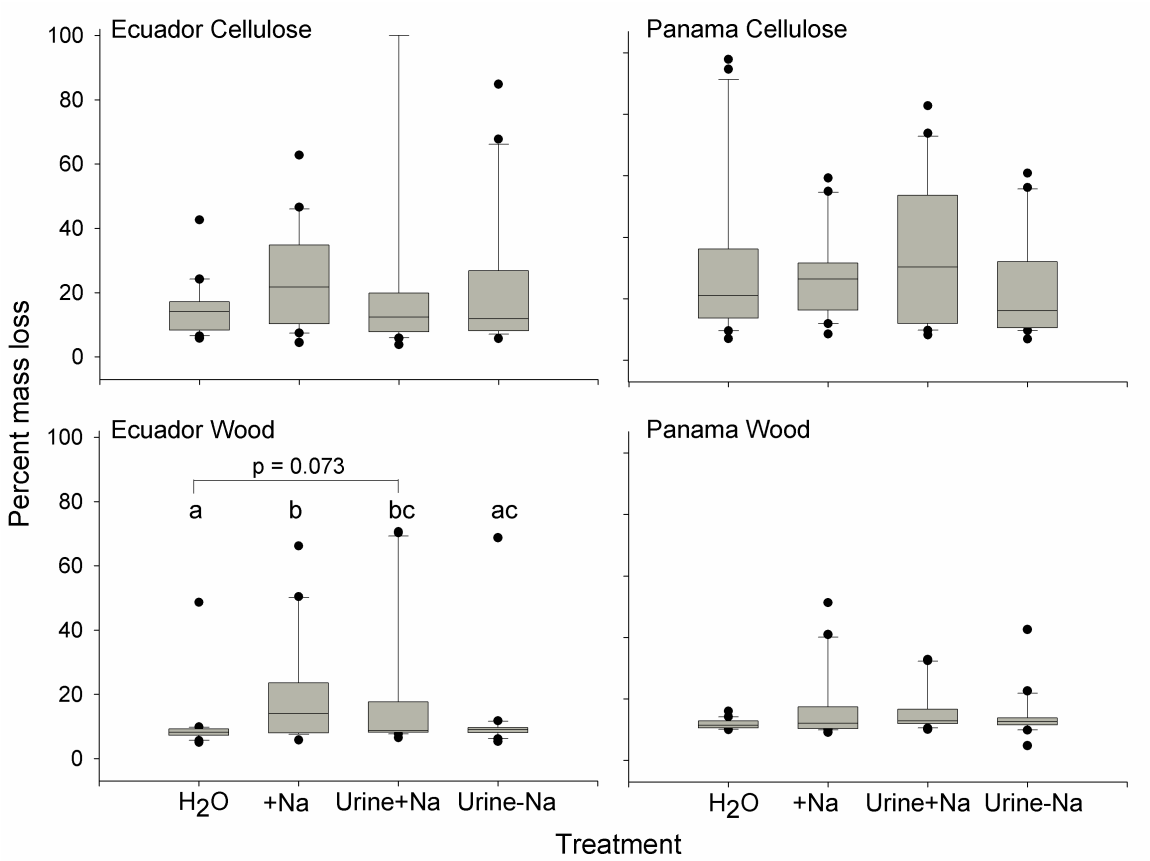 Ecuador Cellulose
Panama Cellulose
100
80
60
40
20
0
Percent mass loss
Ecuador Wood
Panama Wood
100
80
60
40
20
0
p = 0.073
a b bc ac
H2O +Na Urine+Na Urine-Na
H2O +Na Urine+Na Urine-Na
Treatment